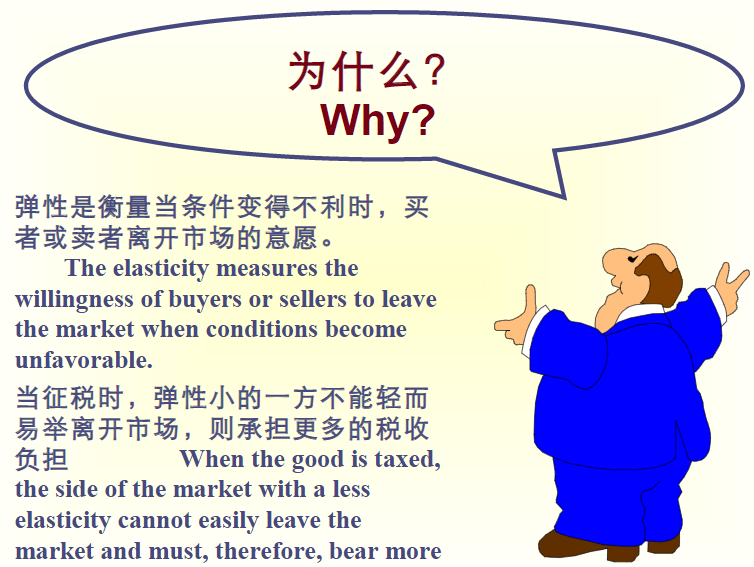 为什么?
Why?
弹性是衡量当条件变得不利时，买
者或卖者离开市场的意愿。
The elasticity measures the
willingness of buyers or sellers to leave
the market when conditions become
unfavorable.
当征税时，弹性小的一方不能轻而
易举离开市场，则承担更多的税收
负担 When the good is taxed,
the side of the market with a less
elasticity cannot easily leave the
market and must, therefore, bear more